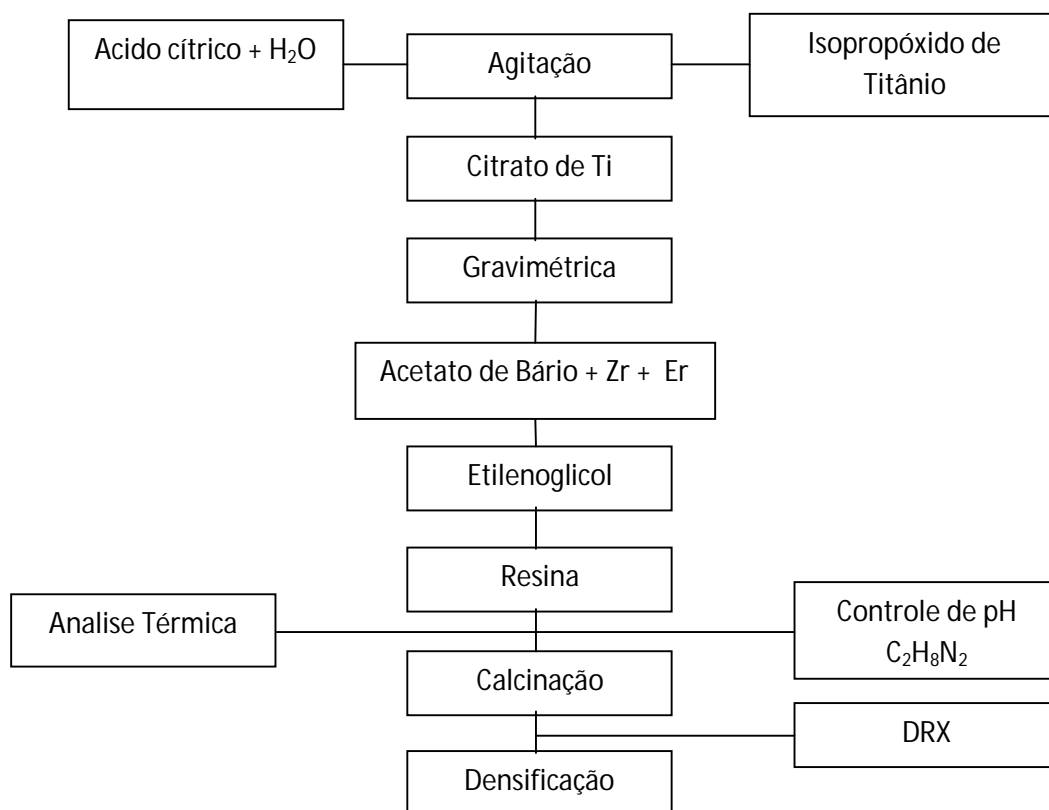 Acido cítrico + H₂O
Agitação
Isopropóxido de
Titânio
Citrato de Ti
Gravimétrica
Acetato de Bário + Zr + Er
Etilenoglicol
Resina
Analise Térmica
Controle de pH
C₂H₈N₂
Calcinação
DRX
Densificação